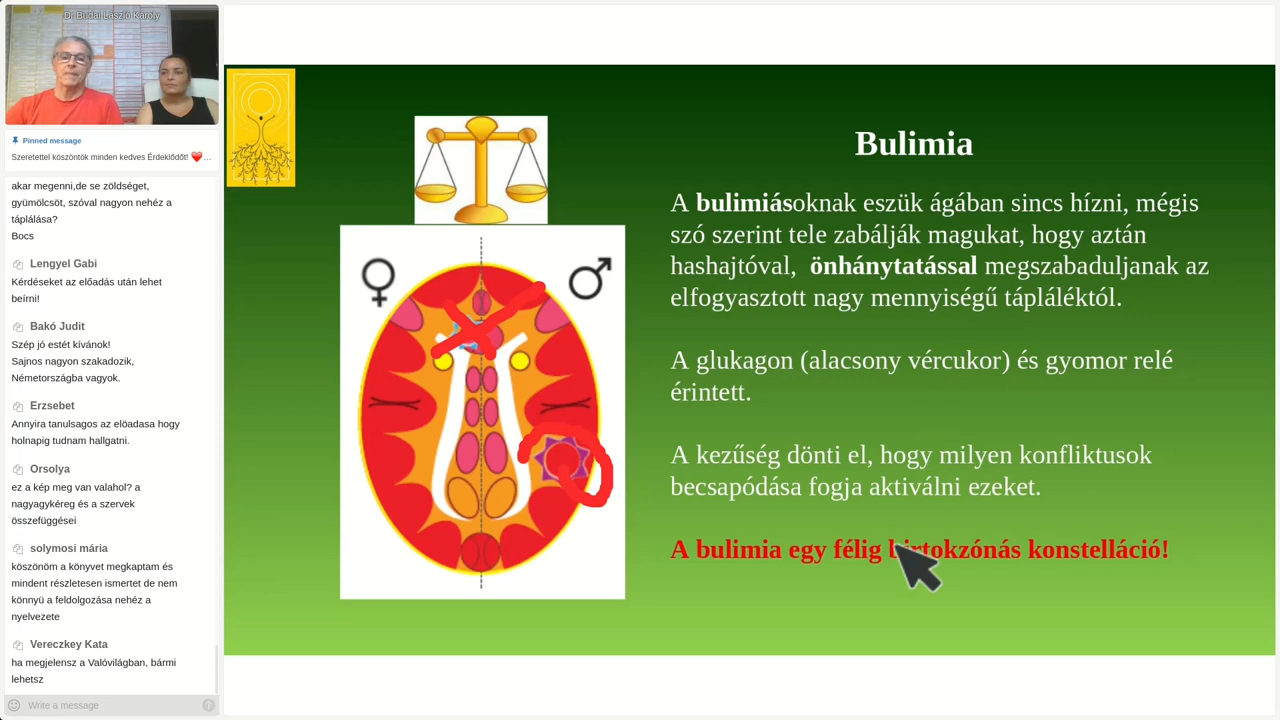 Dr Budai László Károly
Pinned message
Szeretettel köszöntök minden kedves Érdeklődőt! ❤️...
akar megenni,de se zöldséget,
gyümölcsöt, szóval nagyon nehéz a
táplálása?
Bocs
Lengyel Gabi
Kérdéseket az előadás után lehet
beírni!
Bakó Judit
Szép jó estét kívánok!
Sajnos nagyon szakadozik,
Németországba vagyok.
Erzsebet
Annyira tanulsagos az elöadasa hogy
holnapig tudnam hallgatni.
Orsolya
ez a kép meg van valahol? a
nagyagykéreg és a szervek
összefüggései
solymosi mária
köszönöm a könyvet megkaptam és
mindent részletesen ismertet de nem
könnyü a feldolgozása nehéz a
nyelvezete
Vereczkey Kata
ha megjelensz a Valóvilágban, bármi
lehetsz
Write a message
Bulimia
A bulimiásoknak eszük ágában sincs hízni, mégis
szó szerint tele zabálják magukat, hogy aztán
hashajtóval, önhánytatással megszabaduljanak az
elfogyasztott nagy mennyiségű tápláléktól.
A glukagon (alacsony vércukor) és gyomor relé
érintett.
A kezűség dönti el, hogy milyen konfliktusok
becsapódása fogja aktiválni ezeket.
A bulimia egy félig birtokzónás konstelláció!